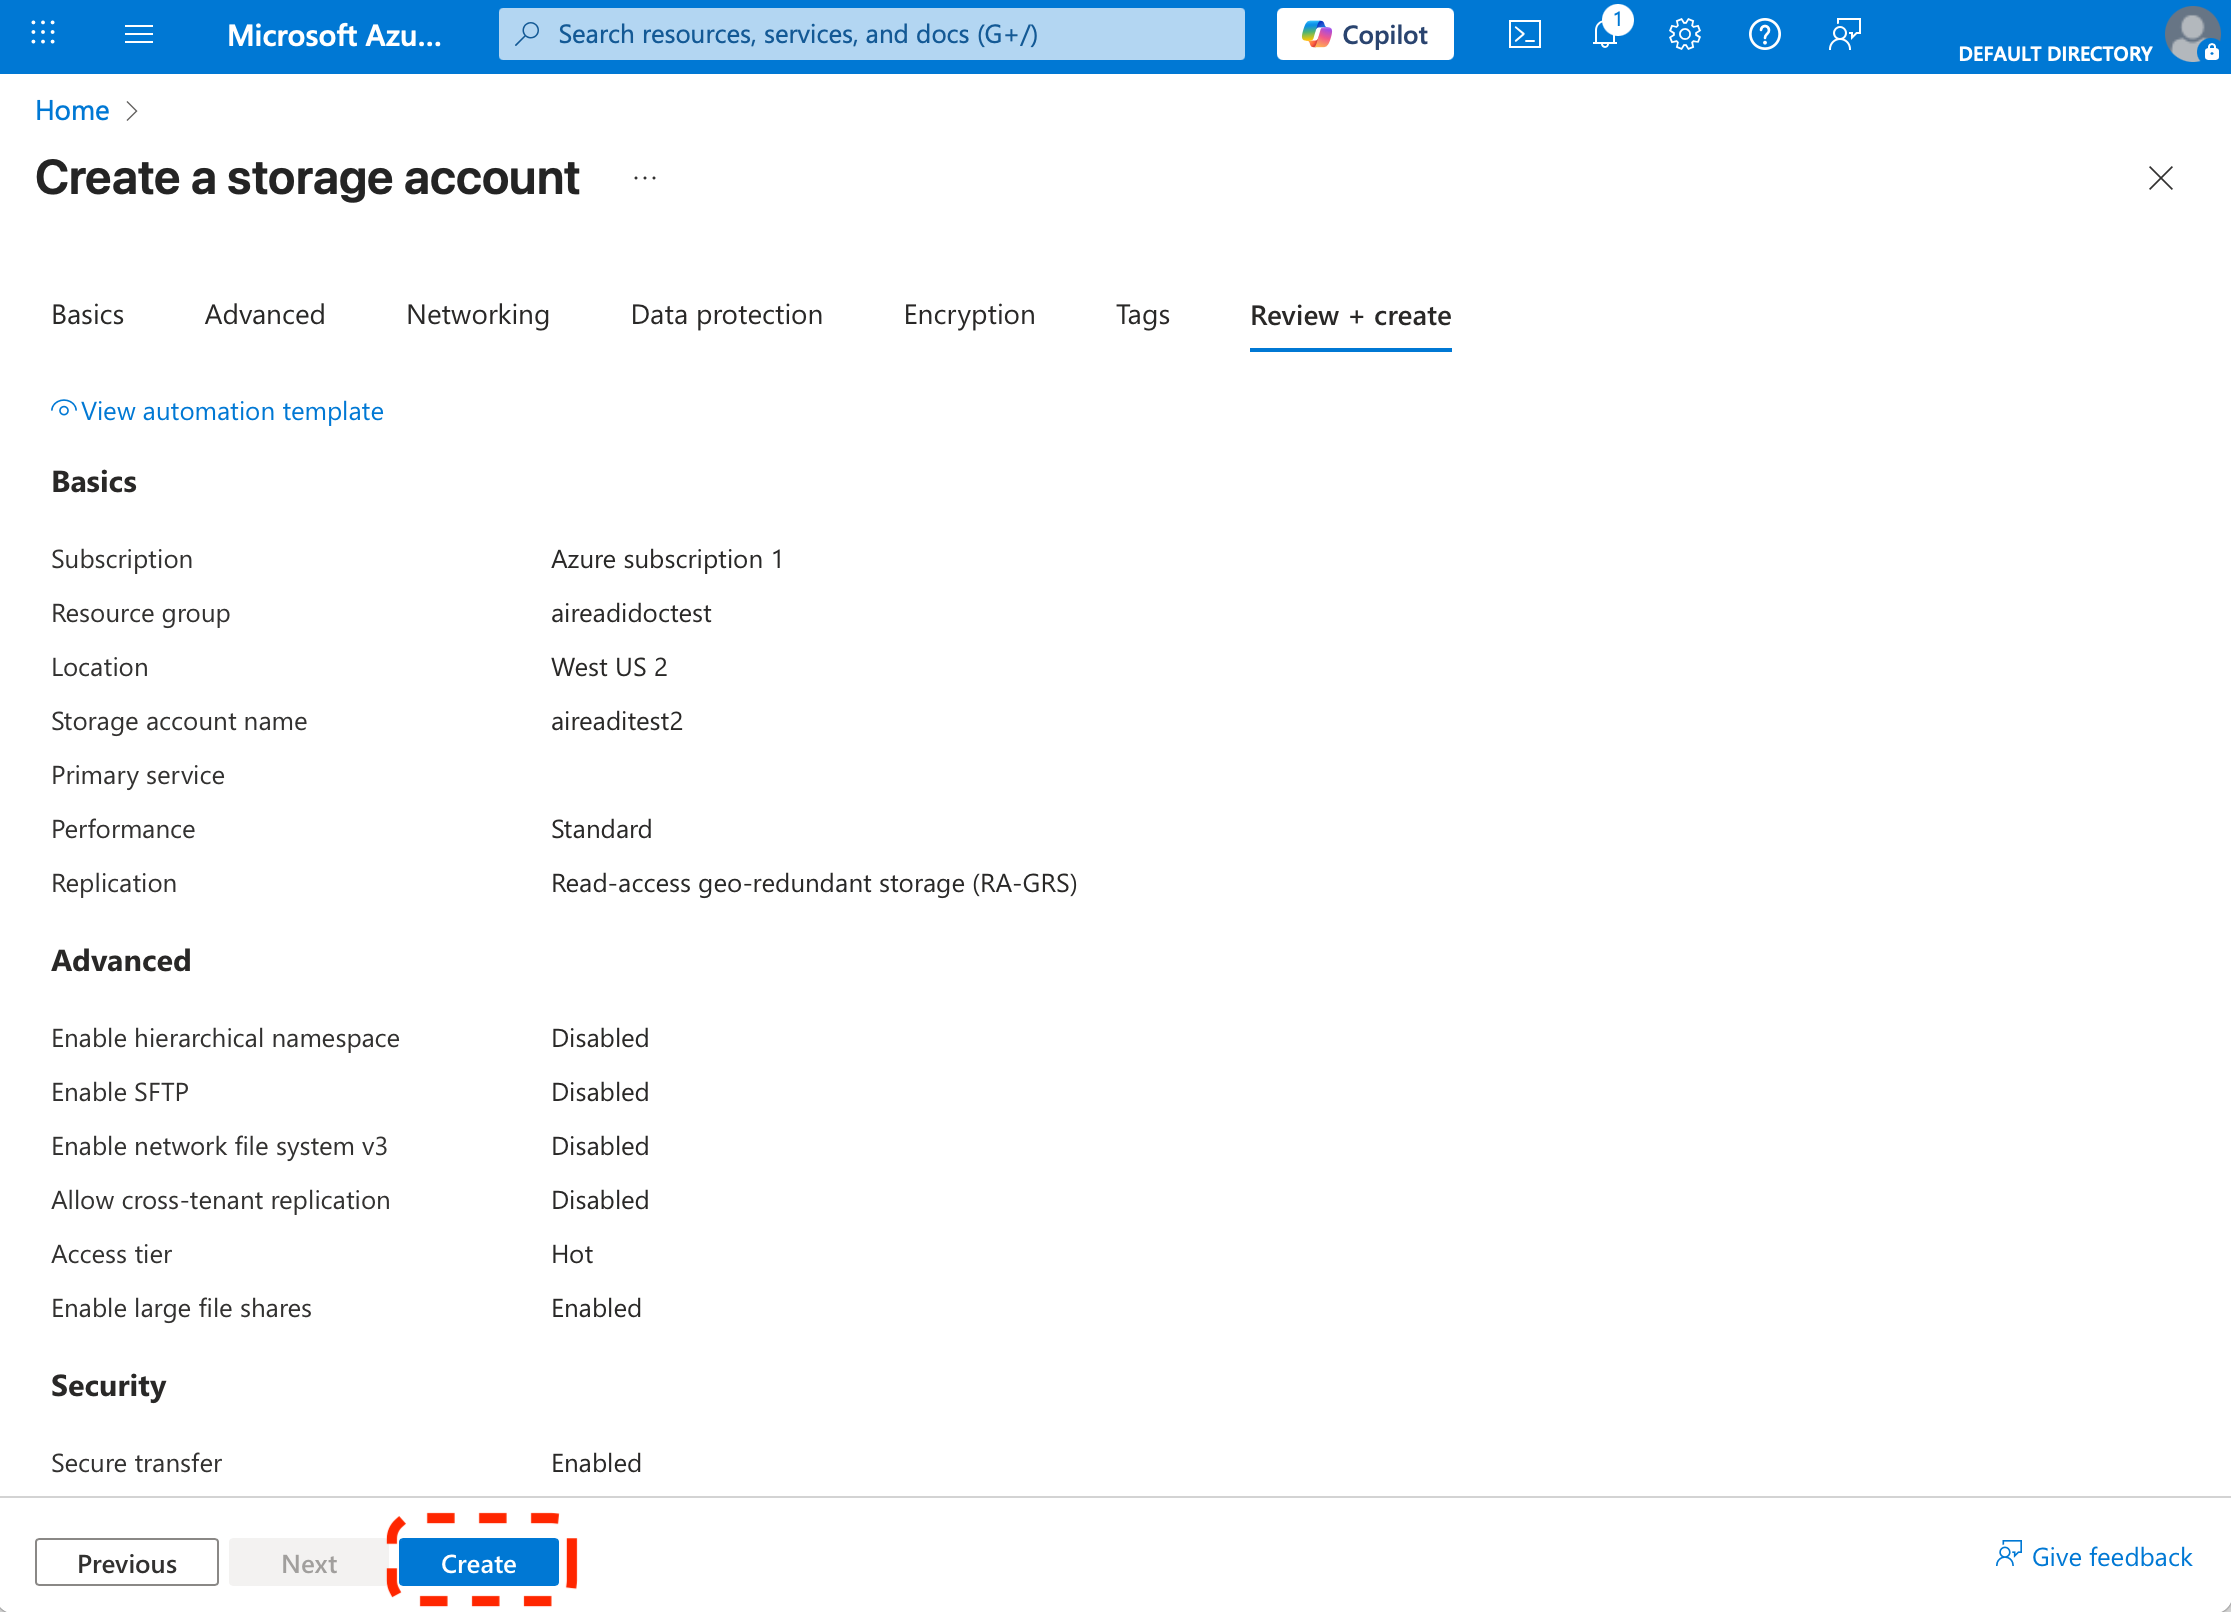 Microsoft Azu...
Search resources, services, and docs (G+/)
Copilot
1
DEFAULT DIRECTORY
Home
Create a storage account
...
Basics Advanced Networking Data protection Encryption Tags Review + create
View automation template
Basics
Subscription Azure subscription 1
Resource group aireadidoctest
Location West US 2
Storage account name aireaditest2
Primary service
Performance Standard
Replication Read-access geo-redundant storage (RA-GRS)
Advanced
Enable hierarchical namespace Disabled
Enable SFTP Disabled
Enable network file system v3 Disabled
Allow cross-tenant replication Disabled
Access tier Hot
Enable large file shares Enabled
Security
Secure transfer Enabled
Previous Next Create Give feedback